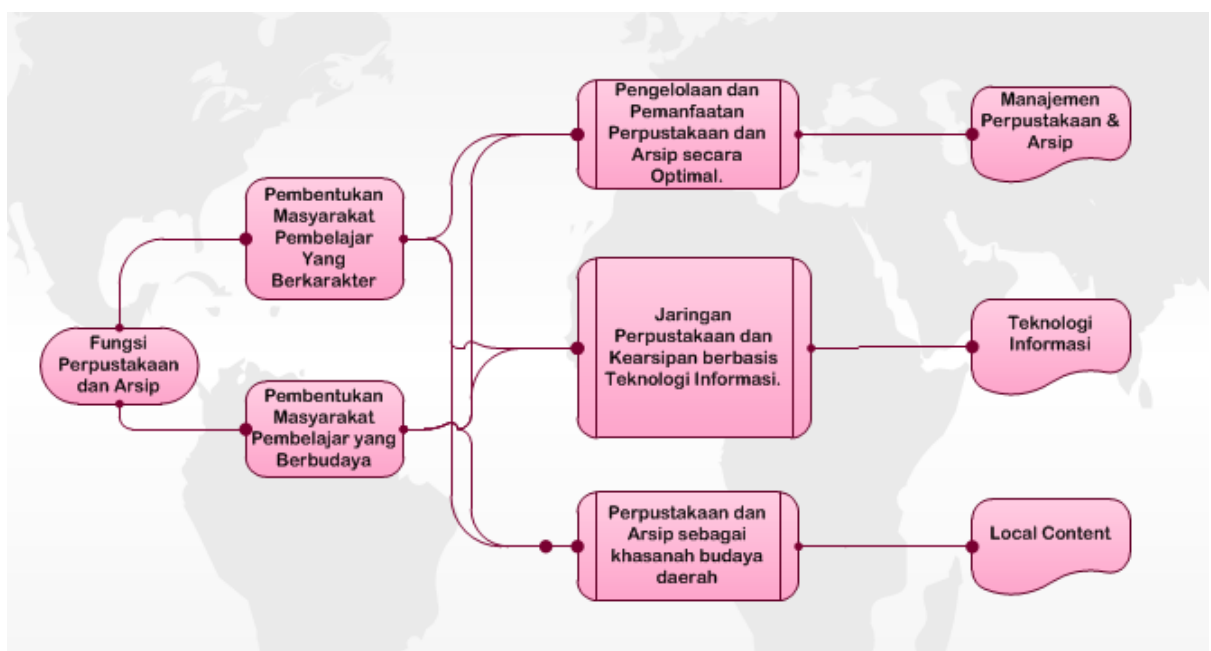 Fungsi
Perpustakaan
dan Arsip
Pembentukan
Masyarakat
Pembelajar
Yang
Berkarakter
Pembentukan
Masyarakat
Pembelajar yang
Berbudaya
Pengelolaan dan
Pemanfaatan
Perpustakaan dan
Arsip secara
Optimal.
Jaringan
Perpustakaan dan
Kearsipan berbasis
Teknologi Informasi.
Perpustakaan dan
Arsip sebagai
khasanah budaya
daerah
Manajemen
Perpustakaan &
Arsip
Teknologi
Informasi
Local Content